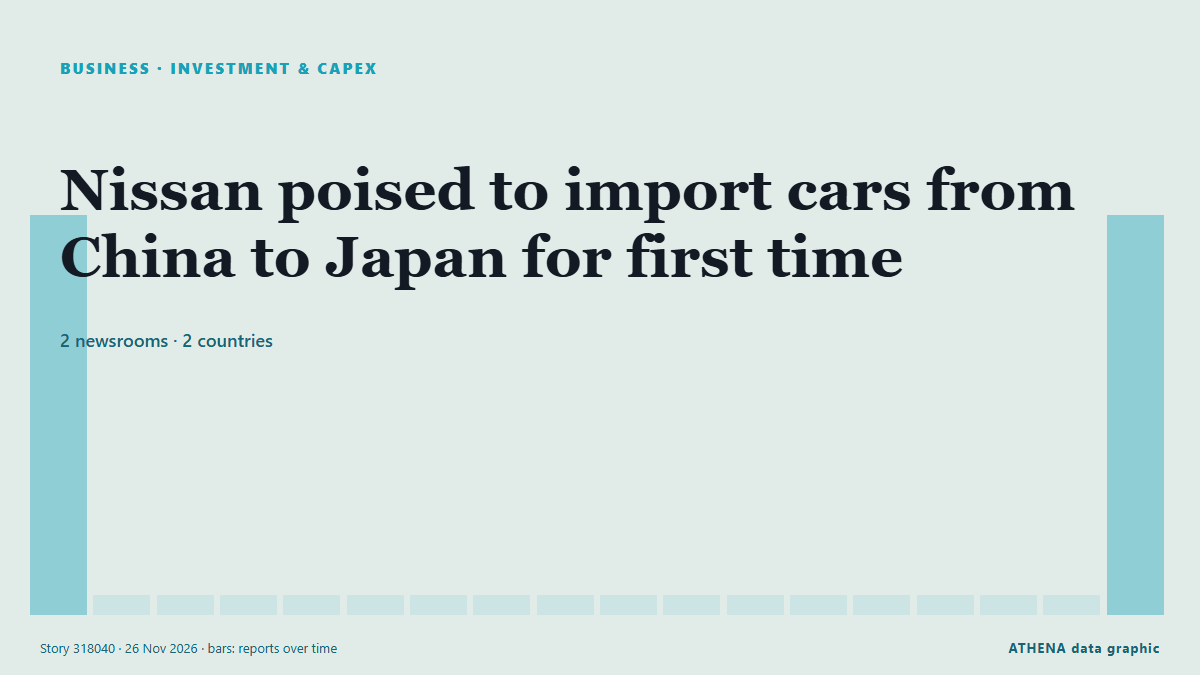 BUSINESS · INVESTMENT & CAPEX
Nissan poised to import cars from
China to Japan for first time
2 newsrooms · 2 countries
Story 318040 · 26 Nov 2026 · bars: reports over time
ATHENA data graphic